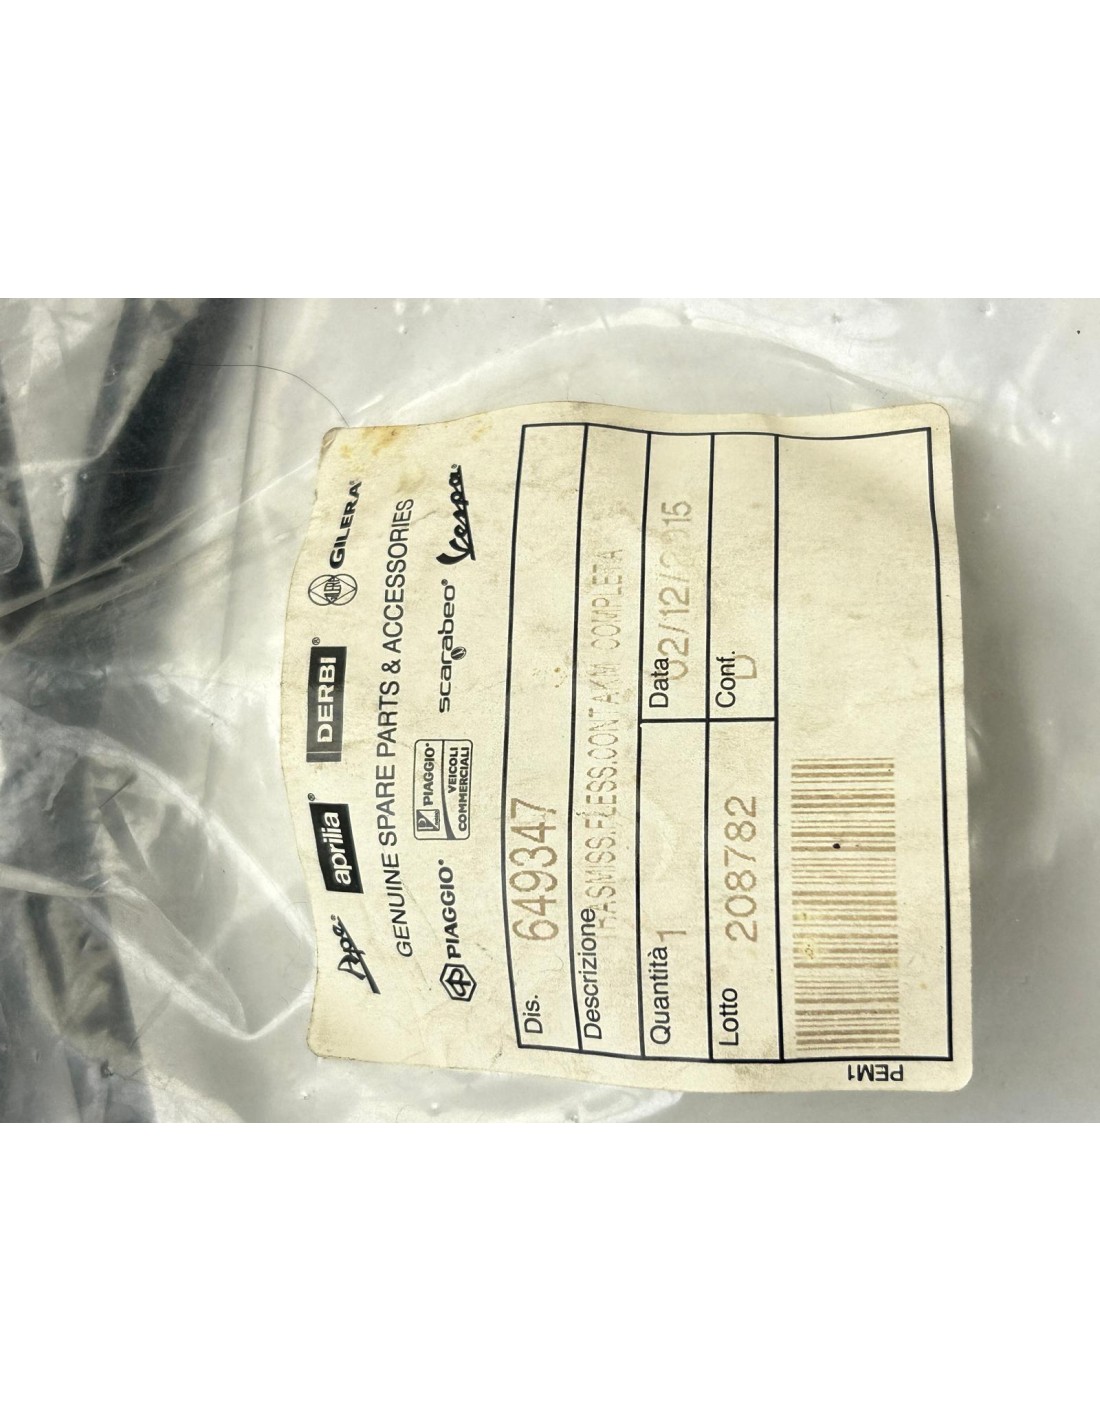 Ape® aprilia® DERBI® GILERA GILERA®
GENUINE SPARE PARTS & ACCESSORIES
PIAGGIO® PIAGGIO® VEICOLI COMMERCIALI scarabeo® Vespa®
Dis. 649347
Descrizione
RASMISS.FLESS.CONTAKM COMPLETA
Quantità 1 Data 02/12/2015
Lotto 208782 Conf. D
PEM1